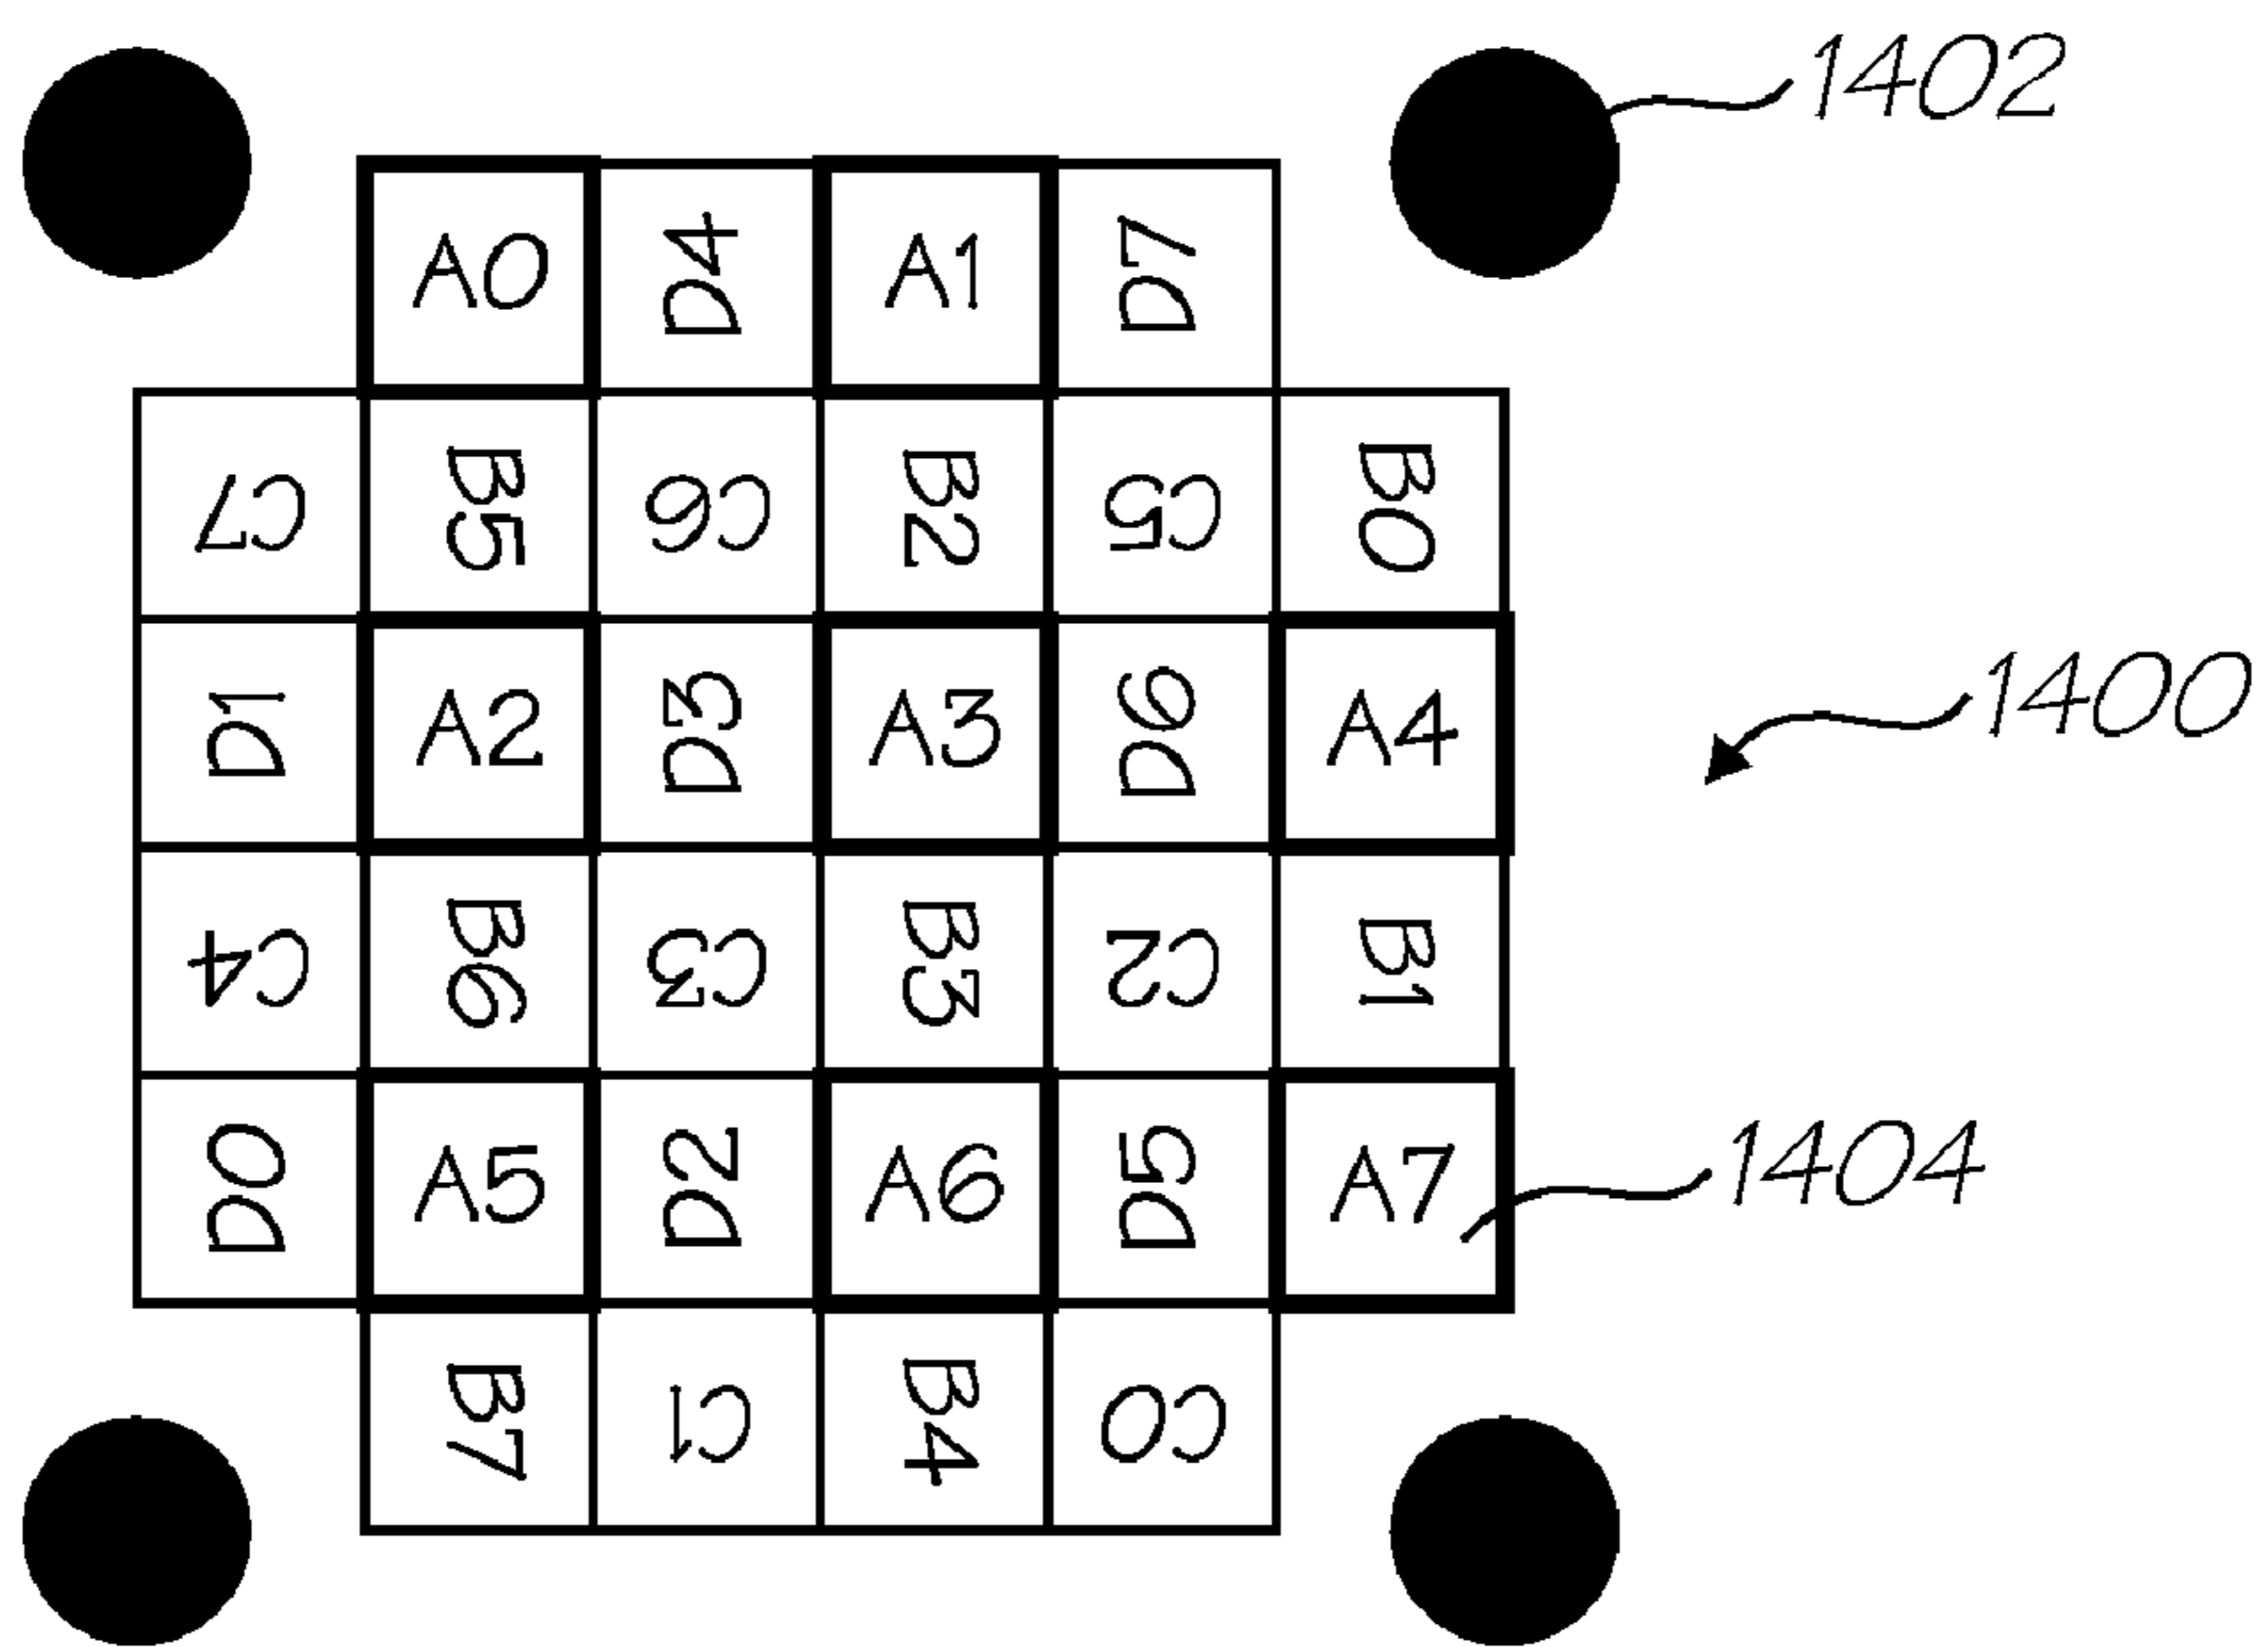 1402
A0 D4 A1 D7
C7 B5 C6 B2 C5 B0
D1 A2 D3 A3 D6 A4
1400
C4 B6 C3 B3 C2 B1
D0 A5 D2 A6 D5 A7
1404
B7 C1 B4 C0